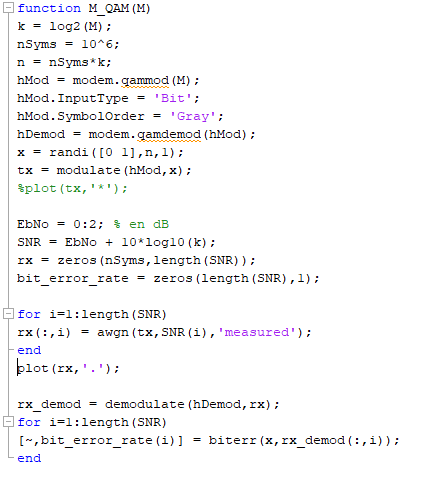 function M_QAM(M)
k = log2(M);
nSyms = 10^6;
n = nSyms*k;
hMod = modem.qammod(M);
hMod.InputType = 'Bit';
hMod.SymbolOrder = 'Gray';
hDemod = modem.qamdemod(hMod);
x = randi([0 1],n,1);
tx = modulate(hMod,x);
%plot(tx,'*');
EbNo = 0:2; % en dB
SNR = EbNo + 10*log10(k);
rx = zeros(nSyms,length(SNR));
bit_error_rate = zeros(length(SNR),1);
for i=1:length(SNR)
rx(:,i) = awgn(tx,SNR(i),'measured');
end
plot(rx,'.');
rx_demod = demodulate(hDemod,rx);
for i=1:length(SNR)
[~,bit_error_rate(i)] = biterr(x,rx_demod(:,i));
end